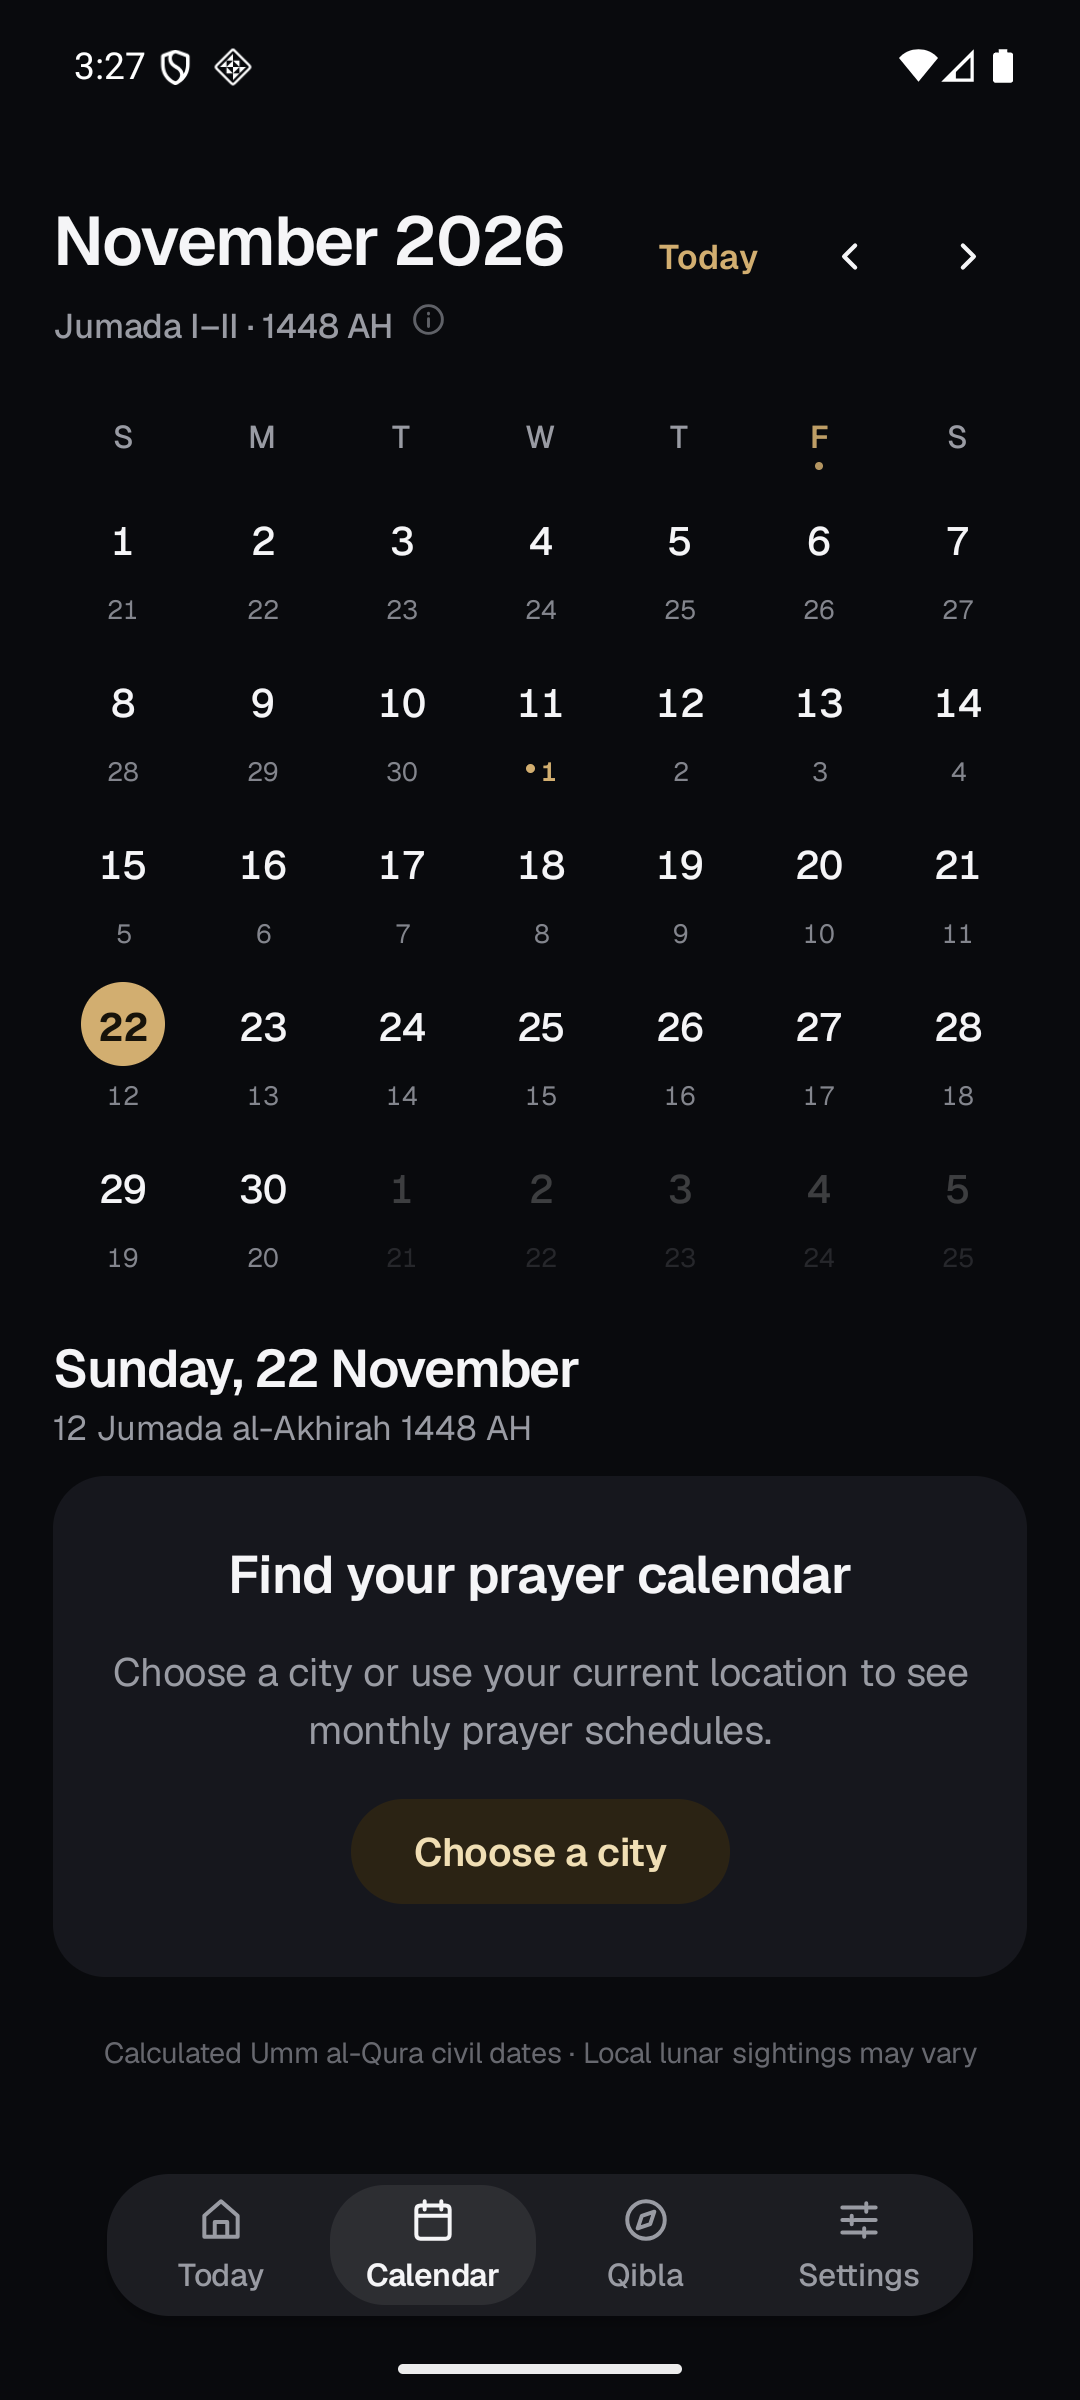 3:27
November 2026
Today
Jumada I–II · 1448 AH
S M T W T F S
1 2 3 4 5 6 7
21 22 23 24 25 26 27
8 9 10 11 12 13 14
28 29 30 •1 2 3 4
15 16 17 18 19 20 21
5 6 7 8 9 10 11
22 23 24 25 26 27 28
12 13 14 15 16 17 18
29 30 1 2 3 4 5
19 20 21 22 23 24 25
Sunday, 22 November
12 Jumada al-Akhirah 1448 AH
Find your prayer calendar
Choose a city or use your current location to see
monthly prayer schedules.
Choose a city
Calculated Umm al-Qura civil dates · Local lunar sightings may vary
Today Calendar Qibla Settings